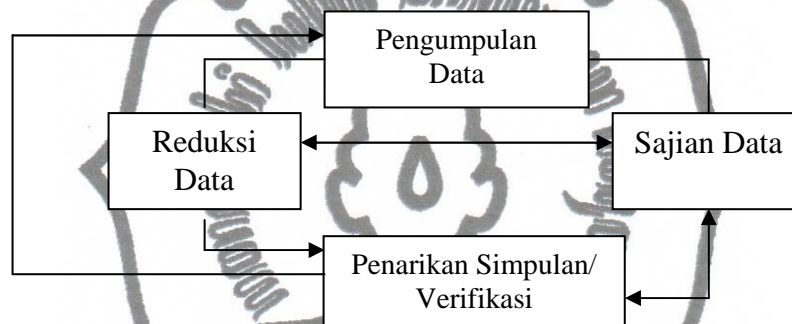 Pengumpulan
Data
Reduksi
Data
Sajian Data
Penarikan Simpulan/
Verifikasi